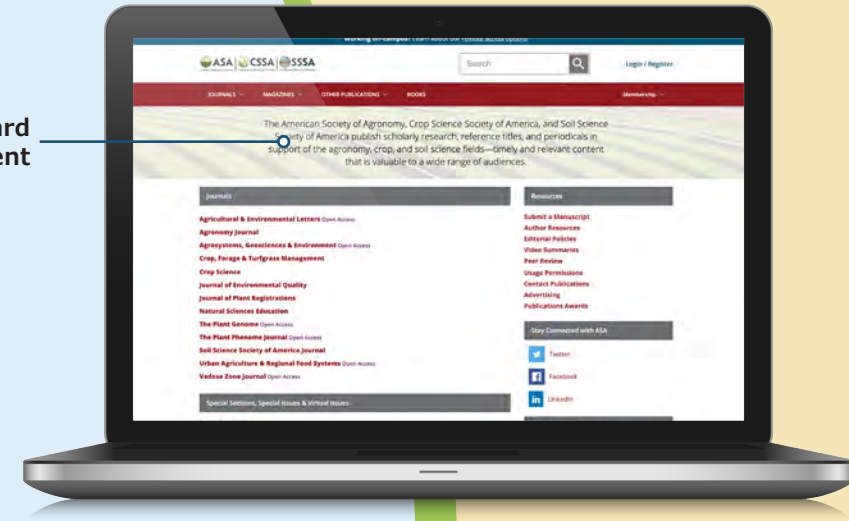 Working on-campus? Learn about our remote access options
ASA | CSSA | SSSA
Search
Login / Register
JOURNALS
MAGAZINES
OTHER PUBLICATIONS
BOOKS
Membership
ard
ent
The American Society of Agronomy, Crop Science Society of America, and Soil Science
Society of America publish scholarly research, reference titles, and periodicals in
support of the agronomy, crop, and soil science fields—timely and relevant content
that is valuable to a wide range of audiences.
Journals
Agricultural & Environmental Letters Open Access
Agronomy Journal
Agrosystems, Geosciences & Environment Open Access
Crop, Forage & Turfgrass Management
Crop Science
Journal of Environmental Quality
Journal of Plant Registrations
Natural Sciences Education
The Plant Genome Open Access
The Plant Phenome Journal Open Access
Soil Science Society of America Journal
Urban Agriculture & Regional Food Systems Open Access
Vadose Zone Journal Open Access
Special Sections, Special Issues & Virtual Issues
Resources
Submit a Manuscript
Author Resources
Editorial Policies
Video Summaries
Peer Review
Usage Permissions
Contact Publications
Advertising
Publications Awards
Stay Connected with ASA
Twitter
Facebook
in LinkedIn